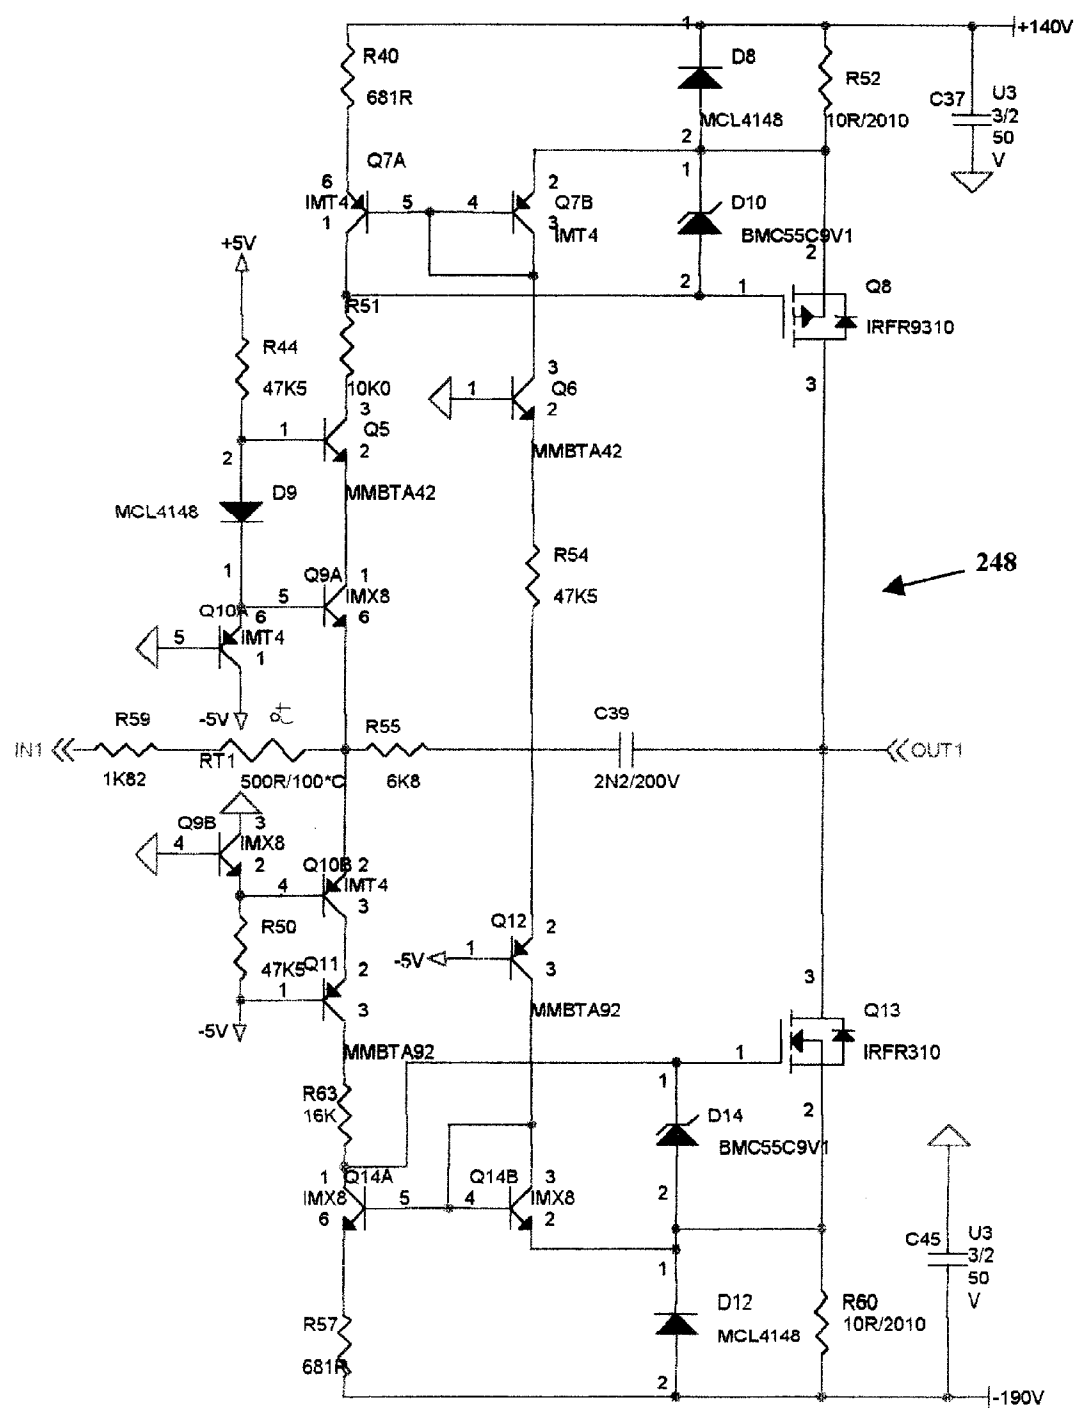 1
+140V
R40
681R
D8
R52
MCL4148
10R/2010
C37
U3
3/2
50
V
2
Q7A
6
IMT4
5
4
1
2
Q7B
3
IMT4
1
D10
BMC55C9V1
2
+5V
2
1
Q8
IRFR9310
R51
R44
47K5
10K0
3
1
3
Q6
2
3
1
Q5
2
MMBTA42
2
D9
MMBTA42
MCL4148
R54
47K5
248
1
Q9A
1
5
IMX8
6
Q10A
6
IMT4
5
1
-5V
R59
R55
C39
IN1
RT1
OUT1
1K82
500R/100*C
6K8
2N2/200V
Q9B
3
4
IMX8
2
Q10B
2
4
IMT4
3
R50
47K5
Q11
2
1
3
-5V
MMBTA92
Q12
2
-5V
1
3
MMBTA92
3
Q13
1
IRFR310
2
R63
16K
1
D14
BMC55C9V1
1
Q14A
Q14B
3
IMX8
5
4
IMX8
6
2
2
1
C45
U3
3/2
50
V
R57
681R
D12
MCL4148
R60
10R/2010
2
-190V